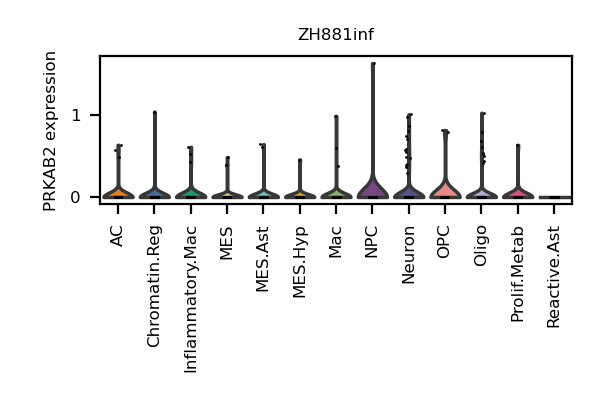 ZH881inf
PRKAB2 expression
1
0
AC
Chromatin.Reg
Inflammatory.Mac
MES
MES.Ast
MES.Hyp
Mac
NPC
Neuron
OPC
Oligo
Prolif.Metab
Reactive.Ast